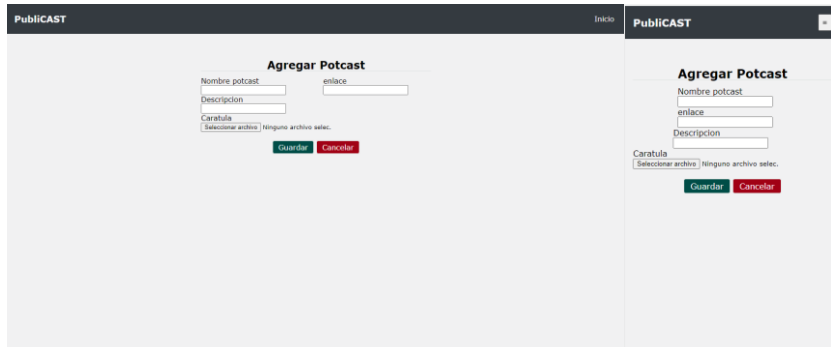 PubliCAST
Inicio
Agregar Potcast
Nombre potcast
enlace
Descripcion
Caratula
Seleccionar archivo Ninguno archivo selec.
Guardar Cancelar
PubliCAST
Agregar Potcast
Nombre potcast
enlace
Descripcion
Caratula
Seleccionar archivo Ninguno archivo selec.
Guardar Cancelar